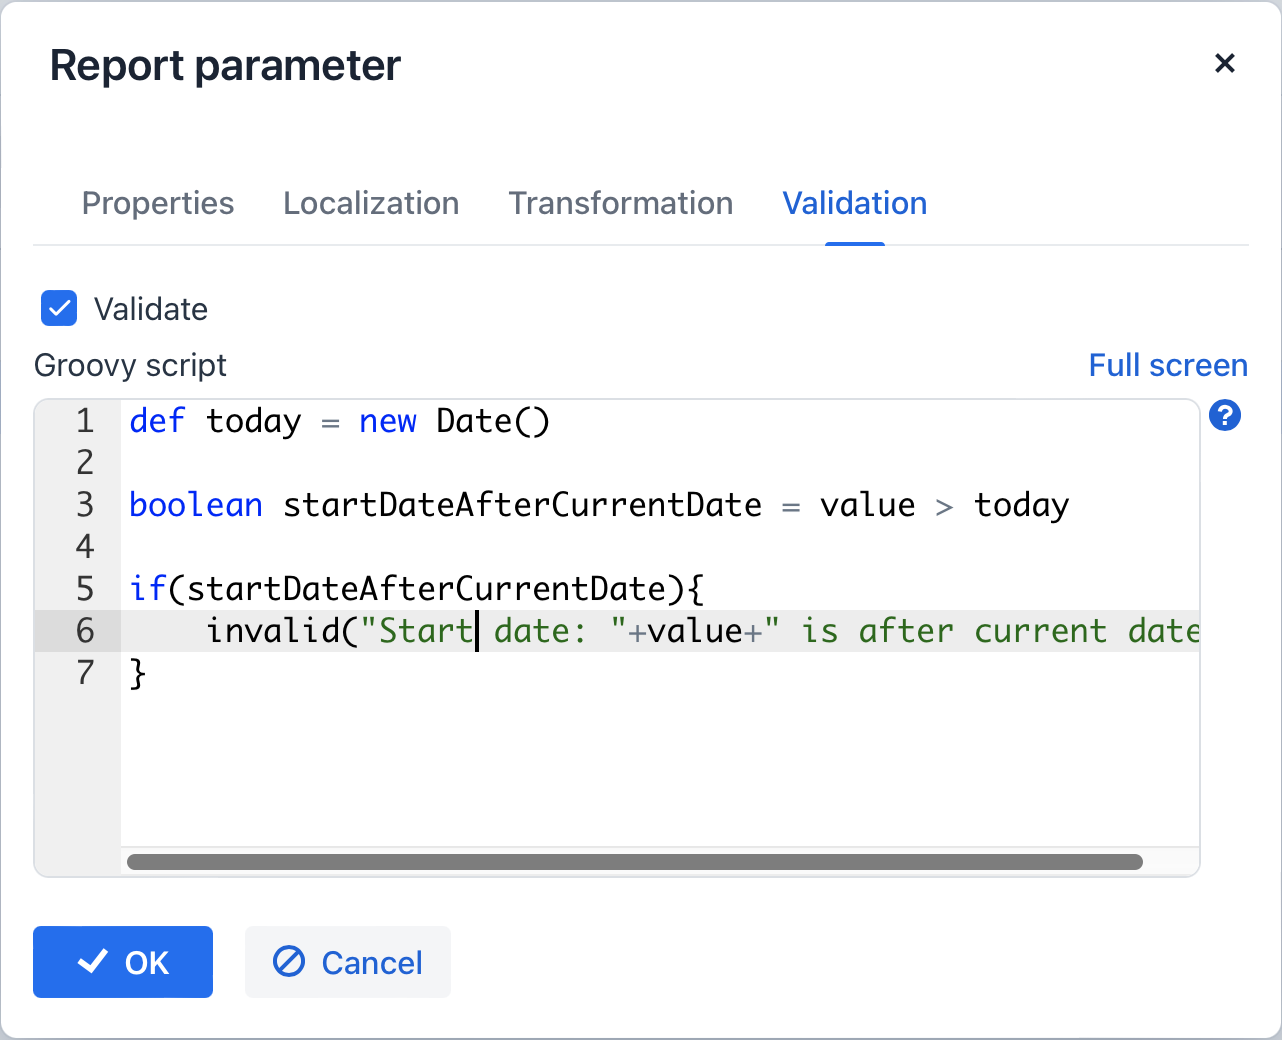 Report parameter
Properties Localization Transformation Validation
Validate
Groovy script Full screen
1 def today = new Date()
2
3 boolean startDateAfterCurrentDate = value > today
4
5 if(startDateAfterCurrentDate){
6 invalid("Start date: "+value+" is after current date
7 }
?
OK Cancel